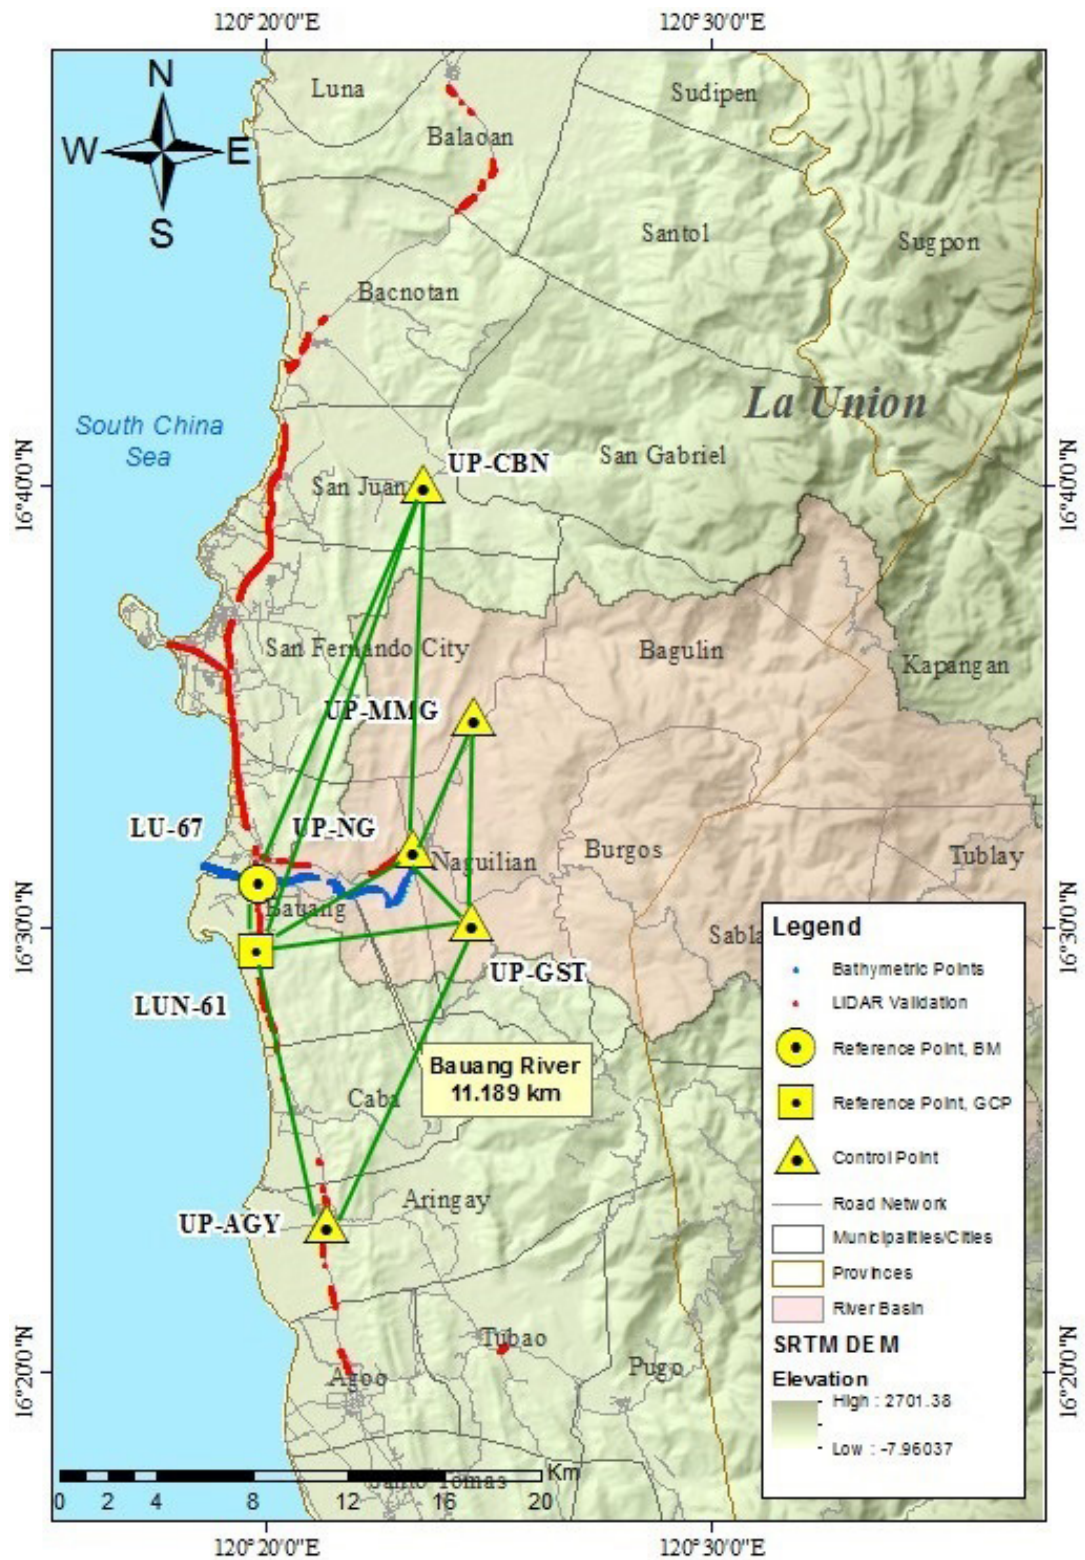 120°20'0"E
120°30'0"E
N
W
E
S
Luna
Sudipen
Balaoan
Santol
Sugpon
Bacnotan
La Union
South China
Sea
UP-CBN
San Gabriel
16°40'0"N
San Juan
16°40'0"N
San Fernando City
Bagulin
Kapangan
UP-MMG
LU-67
UP-NG
Naguilian
Burgos
Tublay
Bauang
16°30'0"N
16°30'0"N
UP-GST
LUN-61
Bauang River
11.189 km
Caba
Aringay
UP-AGY
Tubao
Pugo
Agoo
16°20'0"N
16°20'0"N
Santo Tomas
Legend
Bathymetric Points
LIDAR Validation
Reference Point, BM
Reference Point, GCP
Control Point
Road Network
Municipalities/Cities
Provinces
River Basin
SRTM DEM
Elevation
High : 2701.38
Low : -7.96037
Km
0 2 4 8 12 16 20
120°20'0"E
120°30'0"E